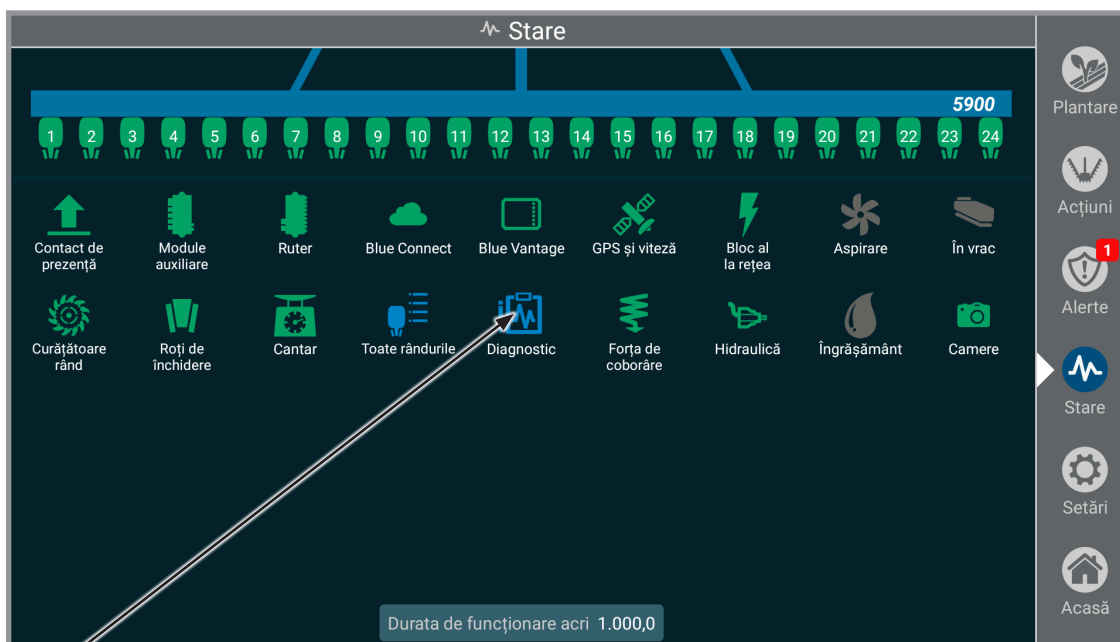 Stare
5900
1 2 3 4 5 6 7 8 9 10 11 12 13 14 15 16 17 18 19 20 21 22 23 24
Contact de
prezență
Module
auxiliare
Ruter
Blue Connect
Blue Vantage
GPS și viteză
Bloc al
la rețea
Aspirare
În vrac
Curățătoare
rând
Roți de
închidere
Cantar
Toate rândurile
Diagnostic
Forța de
coborâre
Hidraulică
Îngrășământ
Camere
Durata de funcționare acri 1.000,0
Plantare
Acțiuni
1
Alerte
Stare
Setări
Acasă